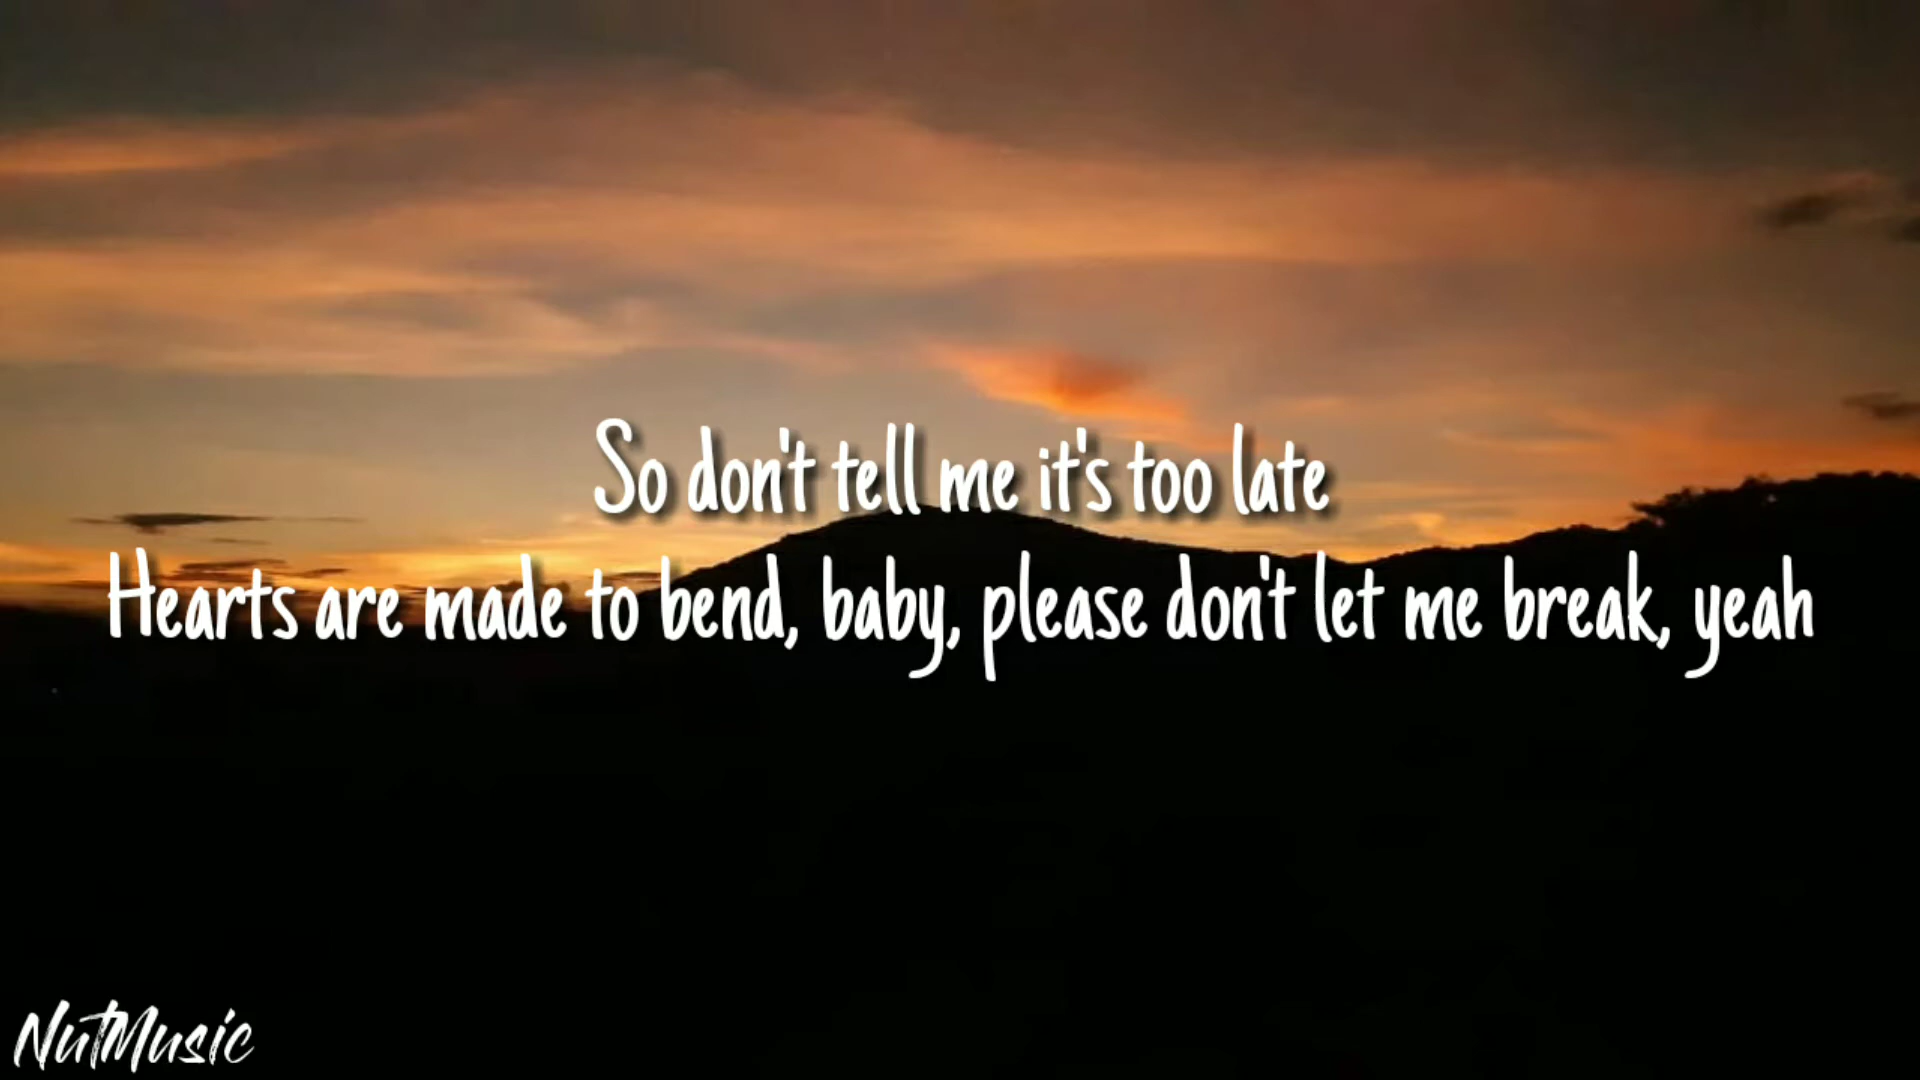 So don't tell me it's too late
Hearts are made to bend, baby, please don't let me break, yeah
NutMusic